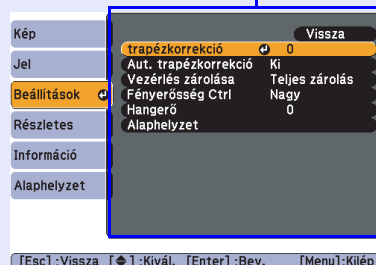 Kép
Jel
Beállítások
Részletes
Információ
Alaphelyzet
Vissza
trapézkorrekció 0
Aut. trapézkorrekció Ki
Vezérlés zárolása Teljes zárolás
Fényerősség Ctrl Nagy
Hangerő 0
Alaphelyzet
[Esc] :Vissza [◆] :Kivál. [Enter] :Bev. [Menu]:Kilép